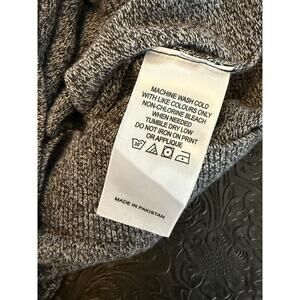 MACHINE WASH COLD
WITH LIKE COLOURS ONLY
NON-CHLORINE BLEACH
WHEN NEEDED
TUMBLE DRY LOW
DO NOT IRON ON PRINT
OR APPLIQUE
MADE IN PAKISTAN